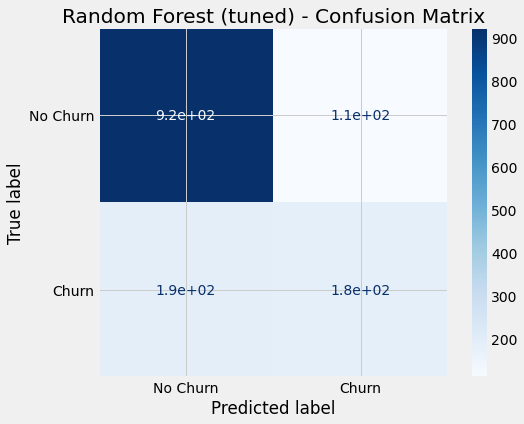 Random Forest (tuned) - Confusion Matrix
True label
No Churn
Churn
9.2e+02 1.1e+02
1.9e+02 1.8e+02
No Churn Churn
Predicted label
900
800
700
600
500
400
300
200